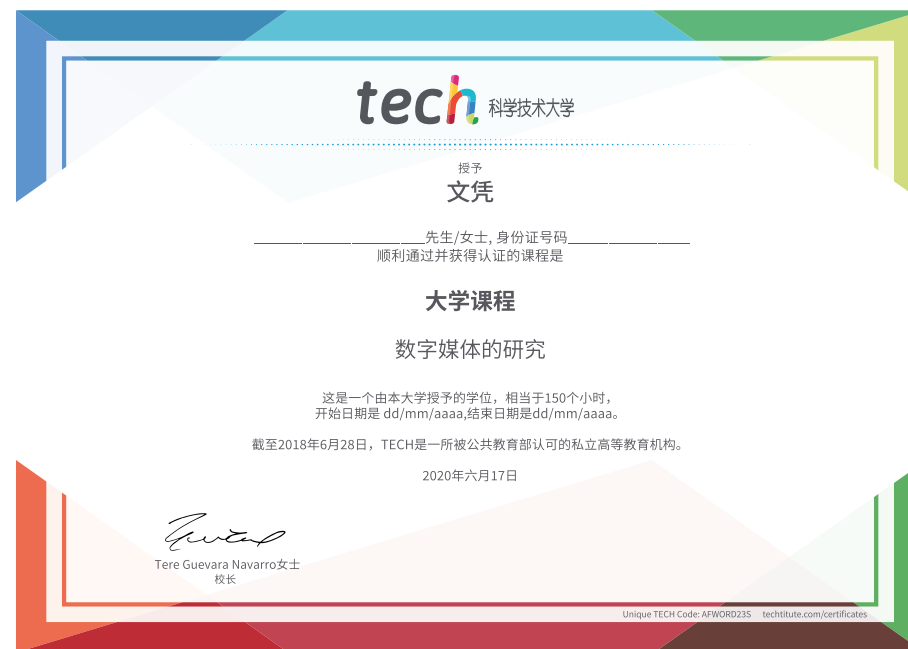 tech 科学技术大学
授予
文凭
________________________先生/女士, 身份证号码_________________
顺利通过并获得认证的课程是
大学课程
数字媒体的研究
这是一个由本大学授予的学位，相当于150个小时，
开始日期是 dd/mm/aaaa,结束日期是dd/mm/aaaa。
截至2018年6月28日，TECH是一所被公共教育部认可的私立高等教育机构。
2020年六月17日
Tere Guevara Navarro女士
校长
Unique TECH Code: AFWORD23S techtitute.com/certificates